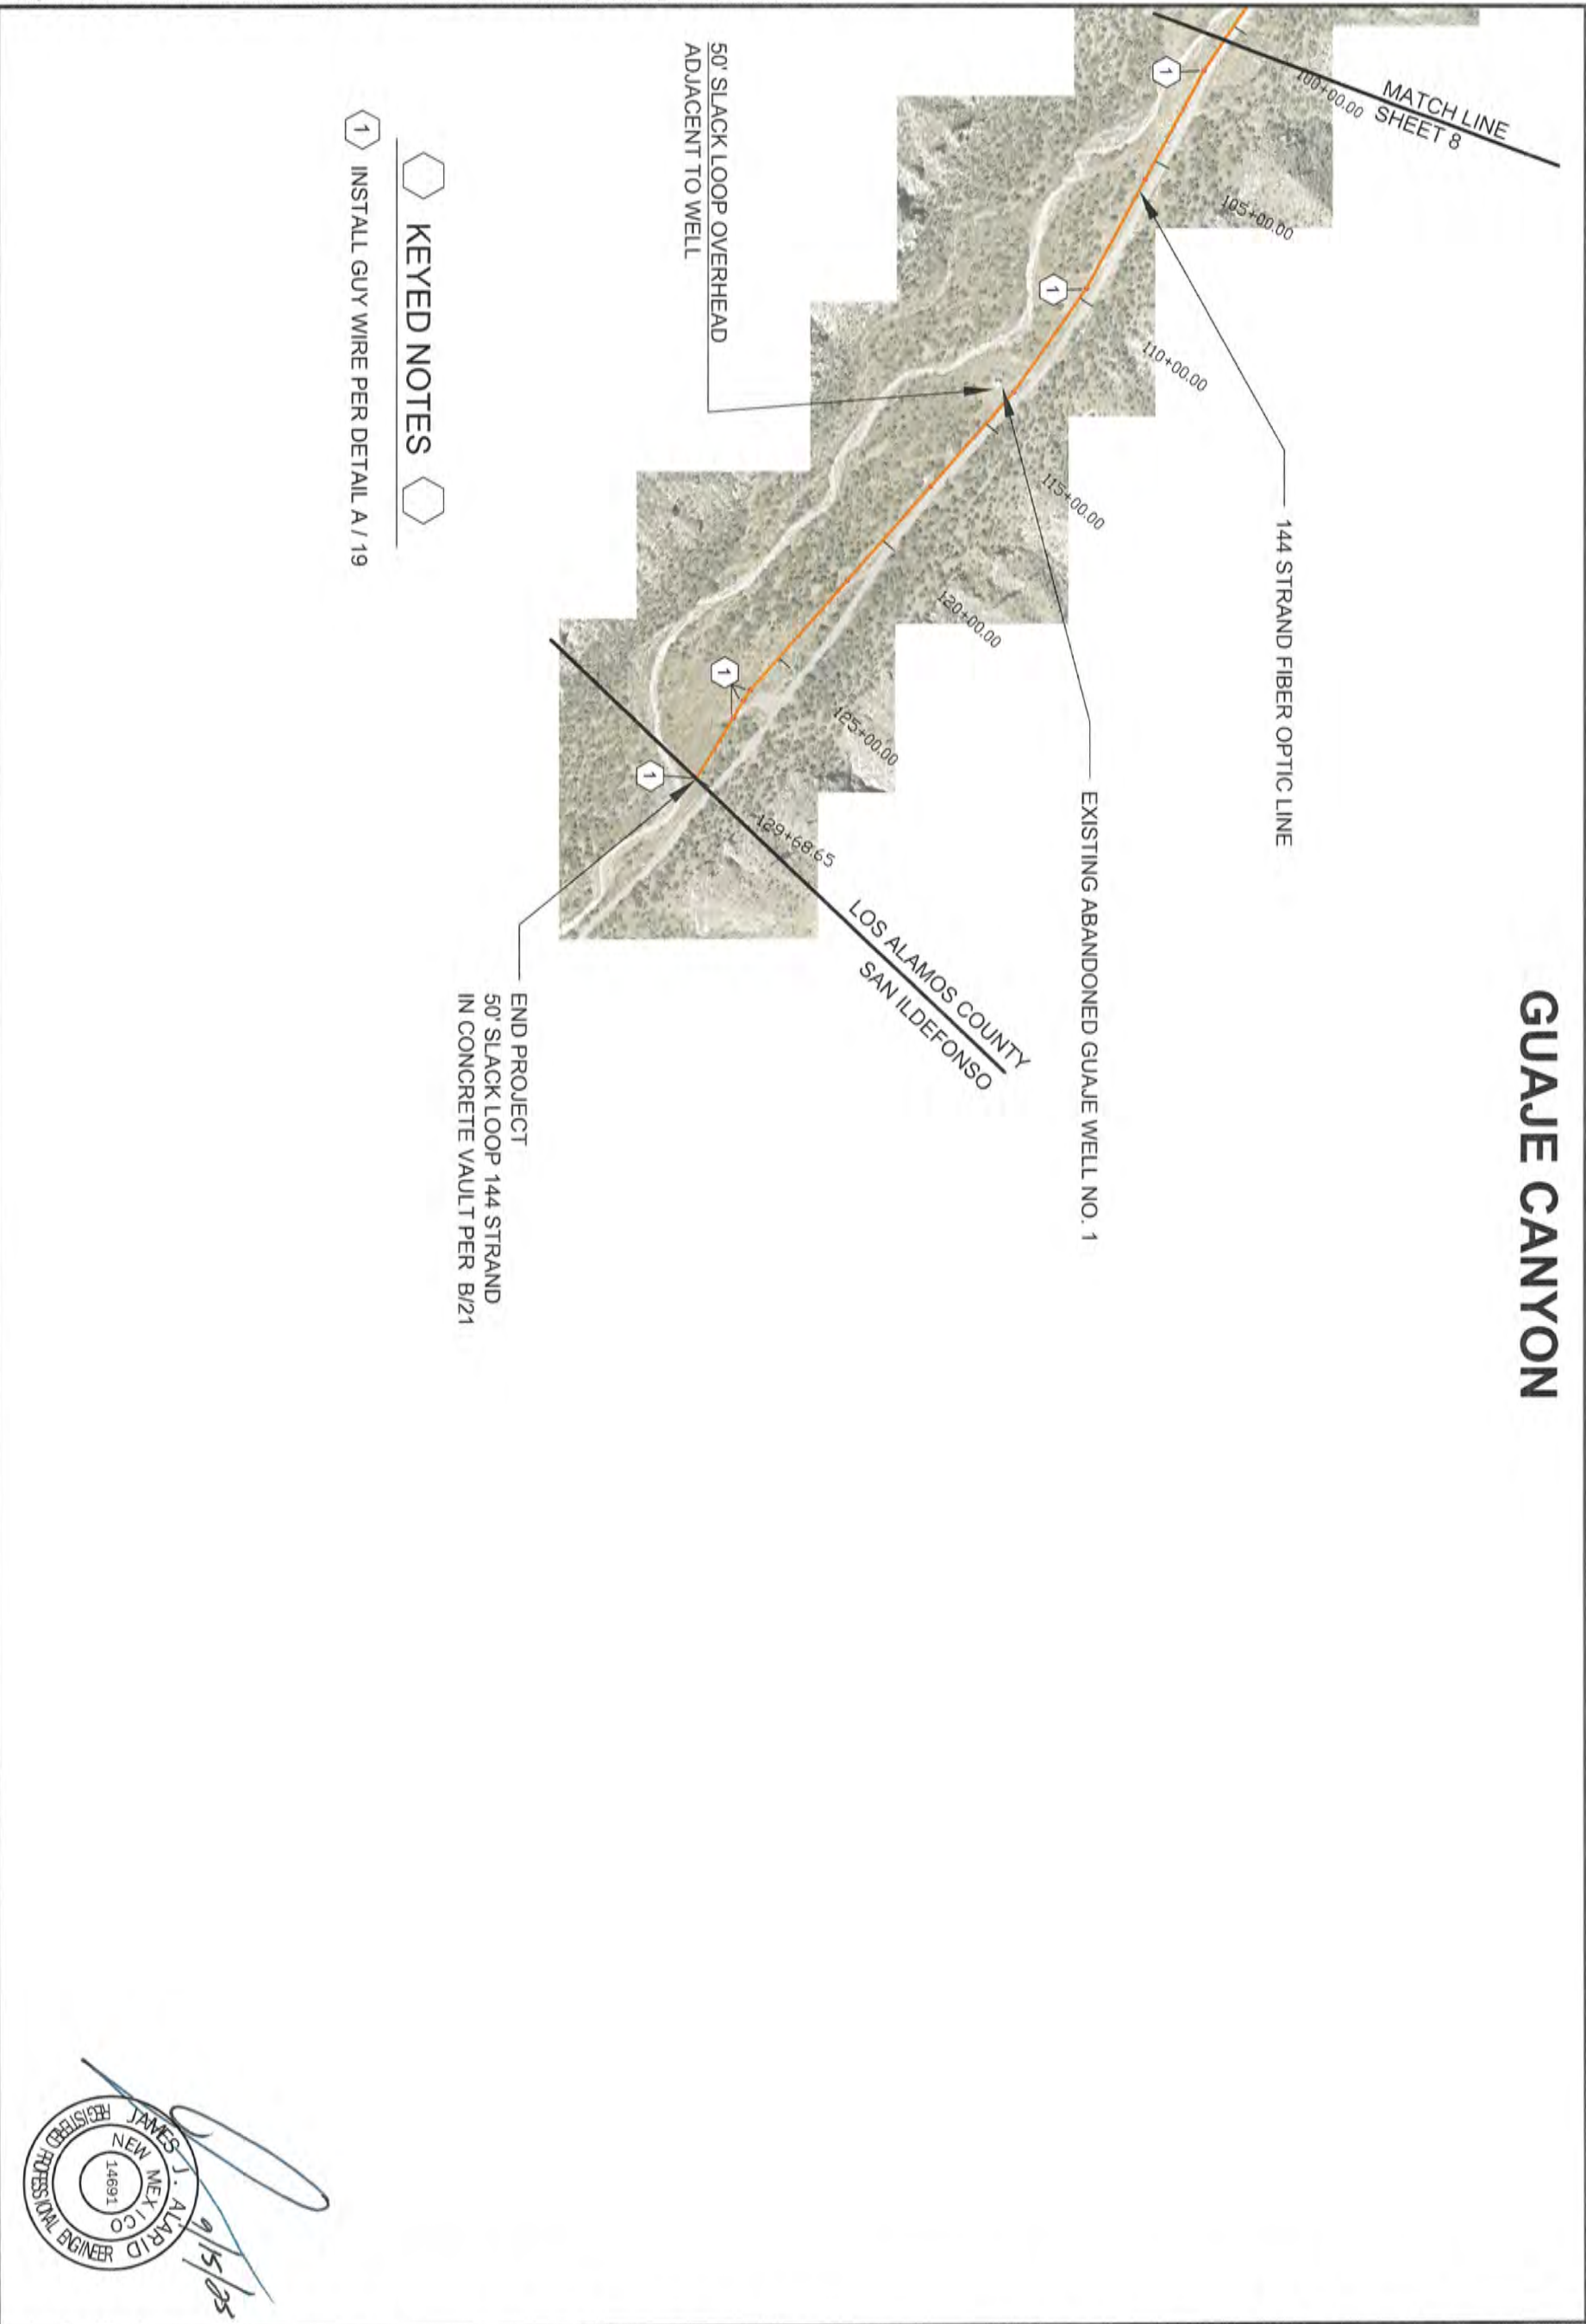 GUAJE CANYON
MATCH LINE
SHEET 8
100+00.00
105+00.00
110+00.00
115+00.00
120+00.00
125+00.00
129+68.65
144 STRAND FIBER OPTIC LINE
EXISTING ABANDONED GUAJE WELL NO. 1
LOS ALAMOS COUNTY
SAN ILDEFONSO
1
1
1
1
50' SLACK LOOP OVERHEAD
ADJACENT TO WELL
END PROJECT
50' SLACK LOOP 144 STRAND
IN CONCRETE VAULT PER B/21
KEYED NOTES
1 INSTALL GUY WIRE PER DETAIL A / 19
JAMES J. ALARID
NEW MEXICO
14691
REGISTERED PROFESSIONAL ENGINEER
9/15/25